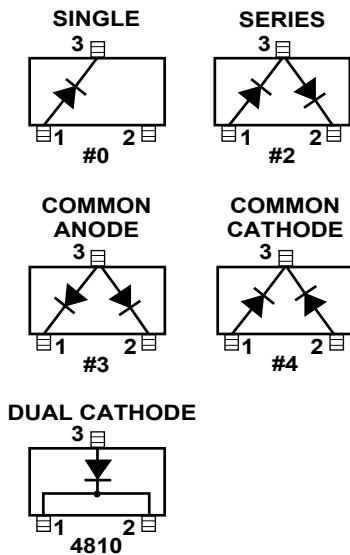 SINGLE
3
1 2
#0
SERIES
3
1 2
#2
COMMON
ANODE
3
1 2
#3
COMMON
CATHODE
3
1 2
#4
DUAL CATHODE
3
1 2
4810